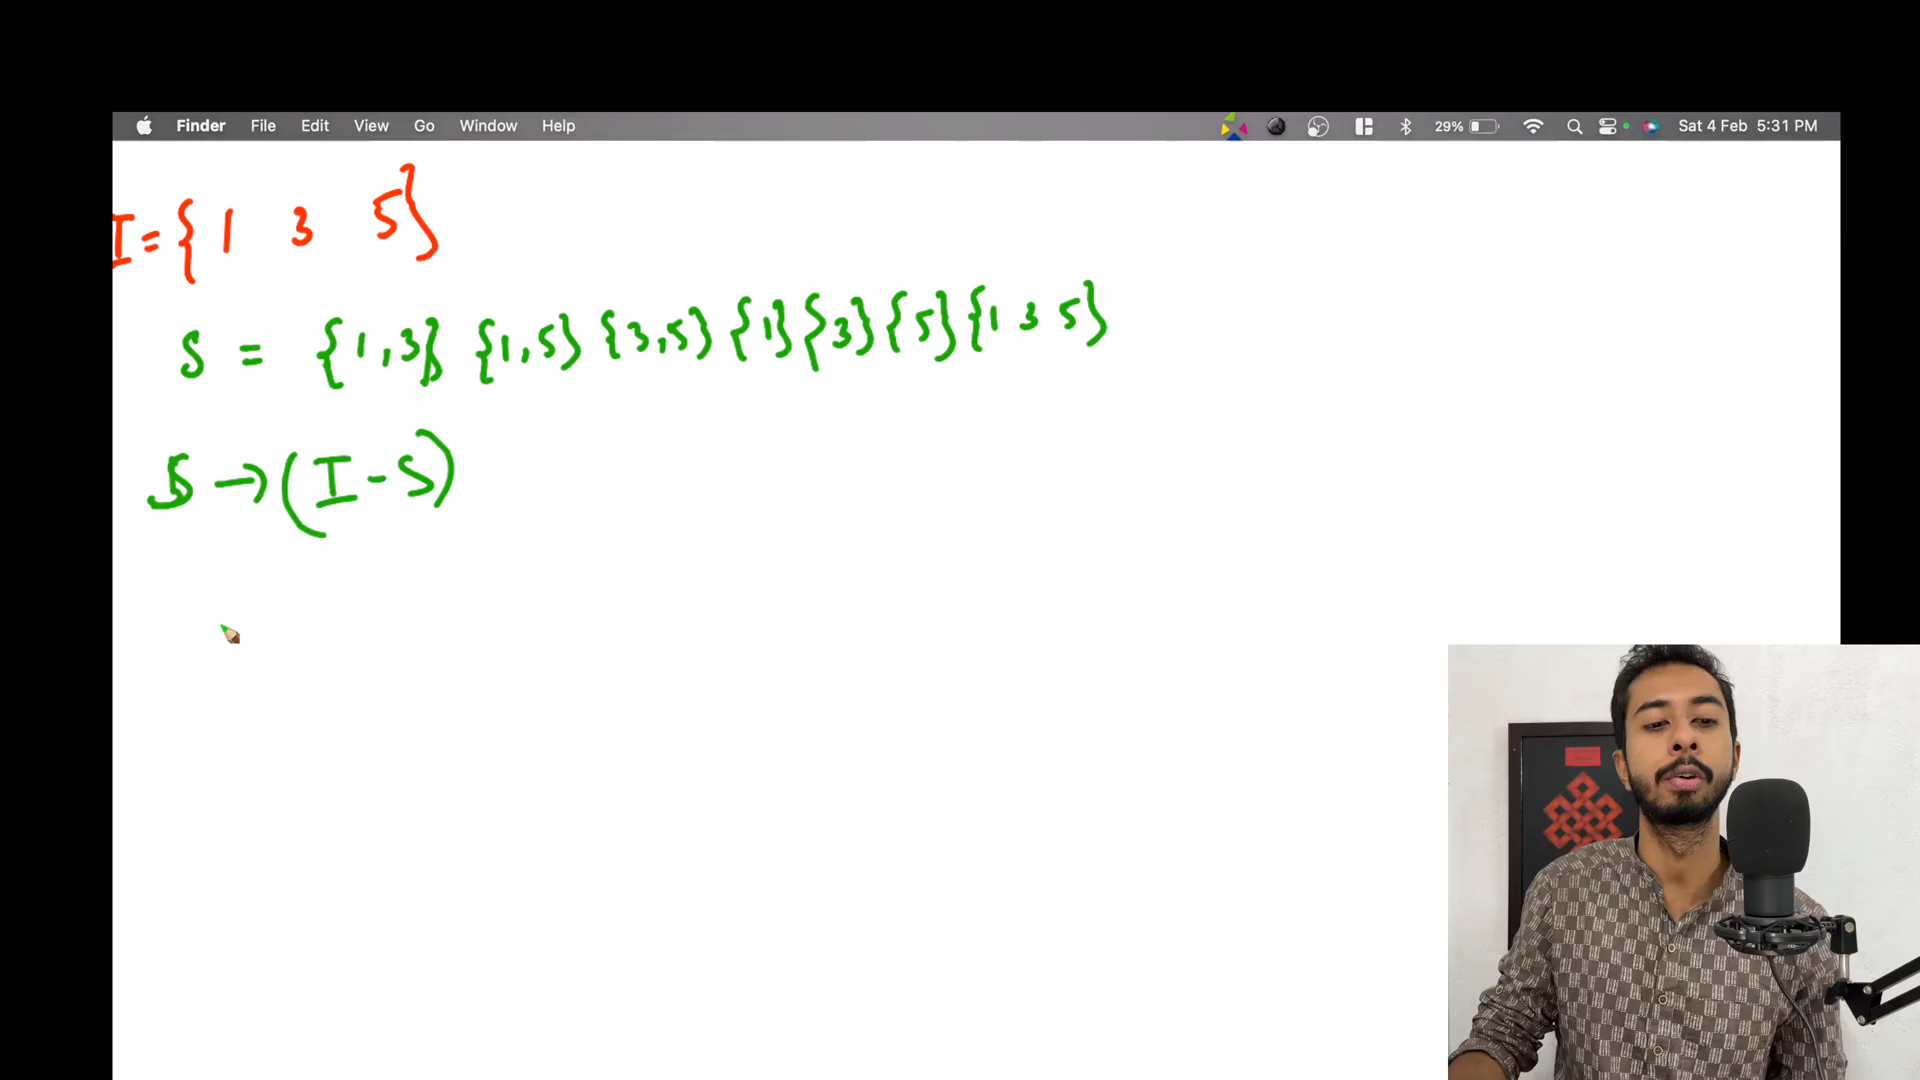 Finder File Edit View Go Window Help 29% Sat 4 Feb 5:31 PM
I = { 1 3 5 }
S = {1,3} {1,5} {3,5} {1} {3} {5} {1 3 5}
S → (I - S)